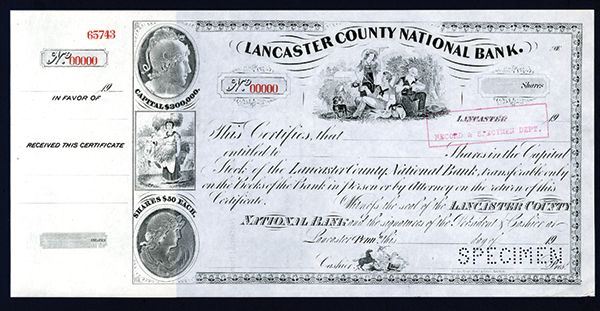 65743
No. 00000
19
IN FAVOR OF
RECEIVED THIS CERTIFICATE
SHARES
CAPITAL $300,000.
SHARES $50 EACH.
LANCASTER COUNTY NATIONAL BANK.
No. 00000
Shares
LANCASTER 19
RECORD & SPECIMEN DEPT.
This Certifies, that
entitled to Shares in the Capital
Stock of the Lancaster County National Bank, transferable only
on the Books of the Bank in person or by Attorney on the return of this
Certificate. Witness the seal of the LANCASTER COUNTY
NATIONAL BANK and the signatures of the President & Cashier at
Lancaster Penna. this day of 19
SPECIMEN
Cashier Pres.